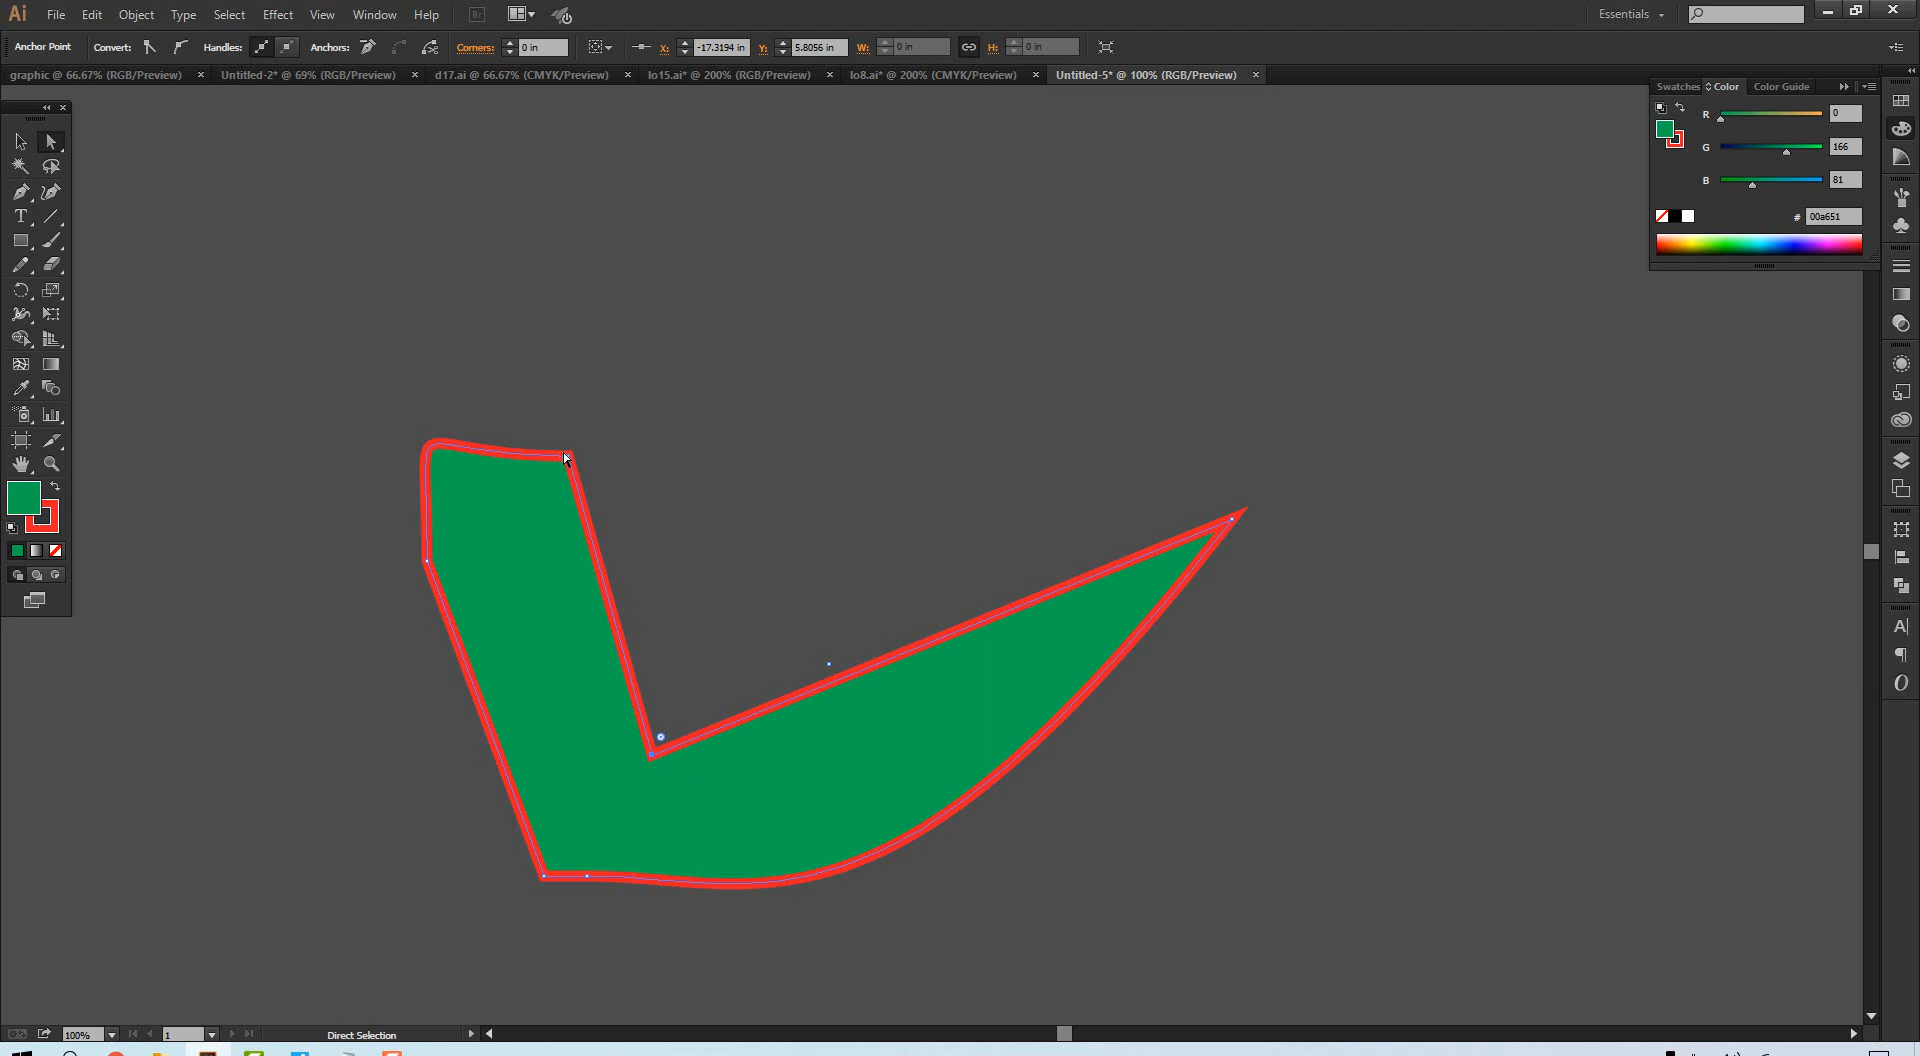 Ai File Edit Object Type Select Effect View Window Help Br Essentials
Anchor Point Convert: Handles: Anchors: Corners: 0 in X: -17.3194 in Y: 5.8056 in W: 0 in H: 0 in
graphic @ 66.67% (RGB/Preview) Untitled-2* @ 69% (RGB/Preview) d17.ai @ 66.67% (CMYK/Preview) lo15.ai* @ 200% (RGB/Preview) lo8.ai* @ 200% (CMYK/Preview) Untitled-5* @ 100% (RGB/Preview)
Swatches Color Color Guide
R 0
G 166
B 81
# 00a651
100% 1 Direct Selection